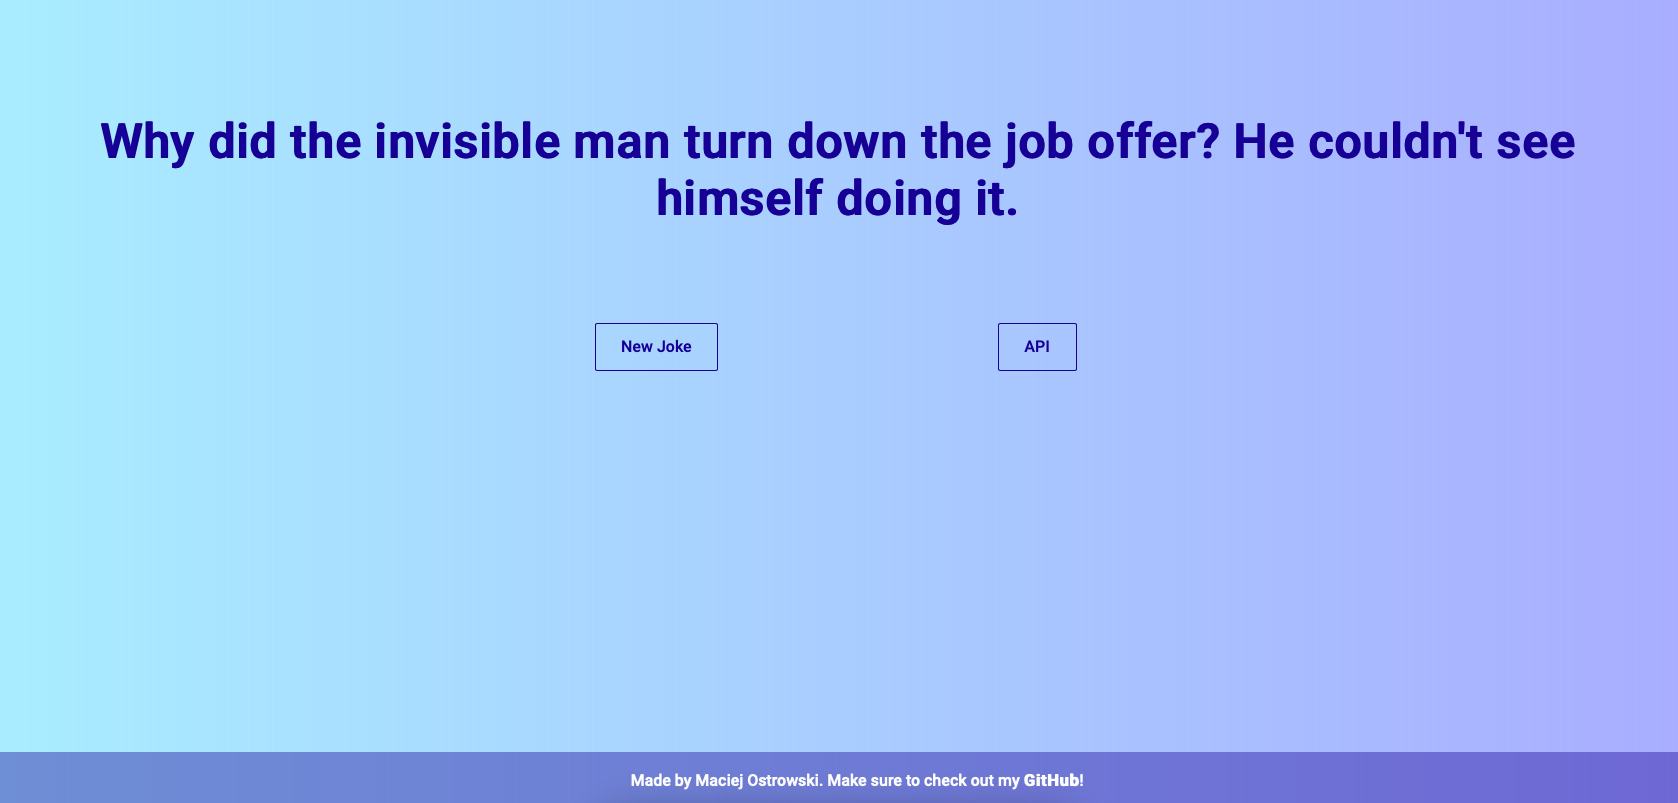 Why did the invisible man turn down the job offer? He couldn't see
himself doing it.
New Joke
API
Made by Maciej Ostrowski. Make sure to check out my GitHub!